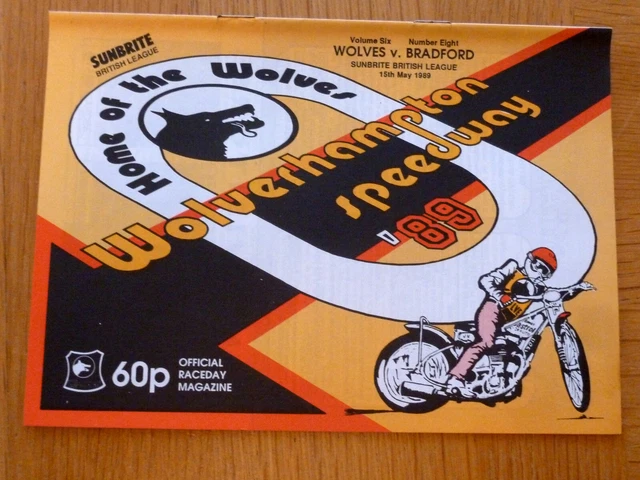 SUNBRITE
BRITISH LEAGUE
Volume Six Number Eight
WOLVES v. BRADFORD
SUNBRITE BRITISH LEAGUE
15th May 1989
Home of the Wolves
Wolverhampton
speedway
'89
60p
OFFICIAL
RACEDAY
MAGAZINE